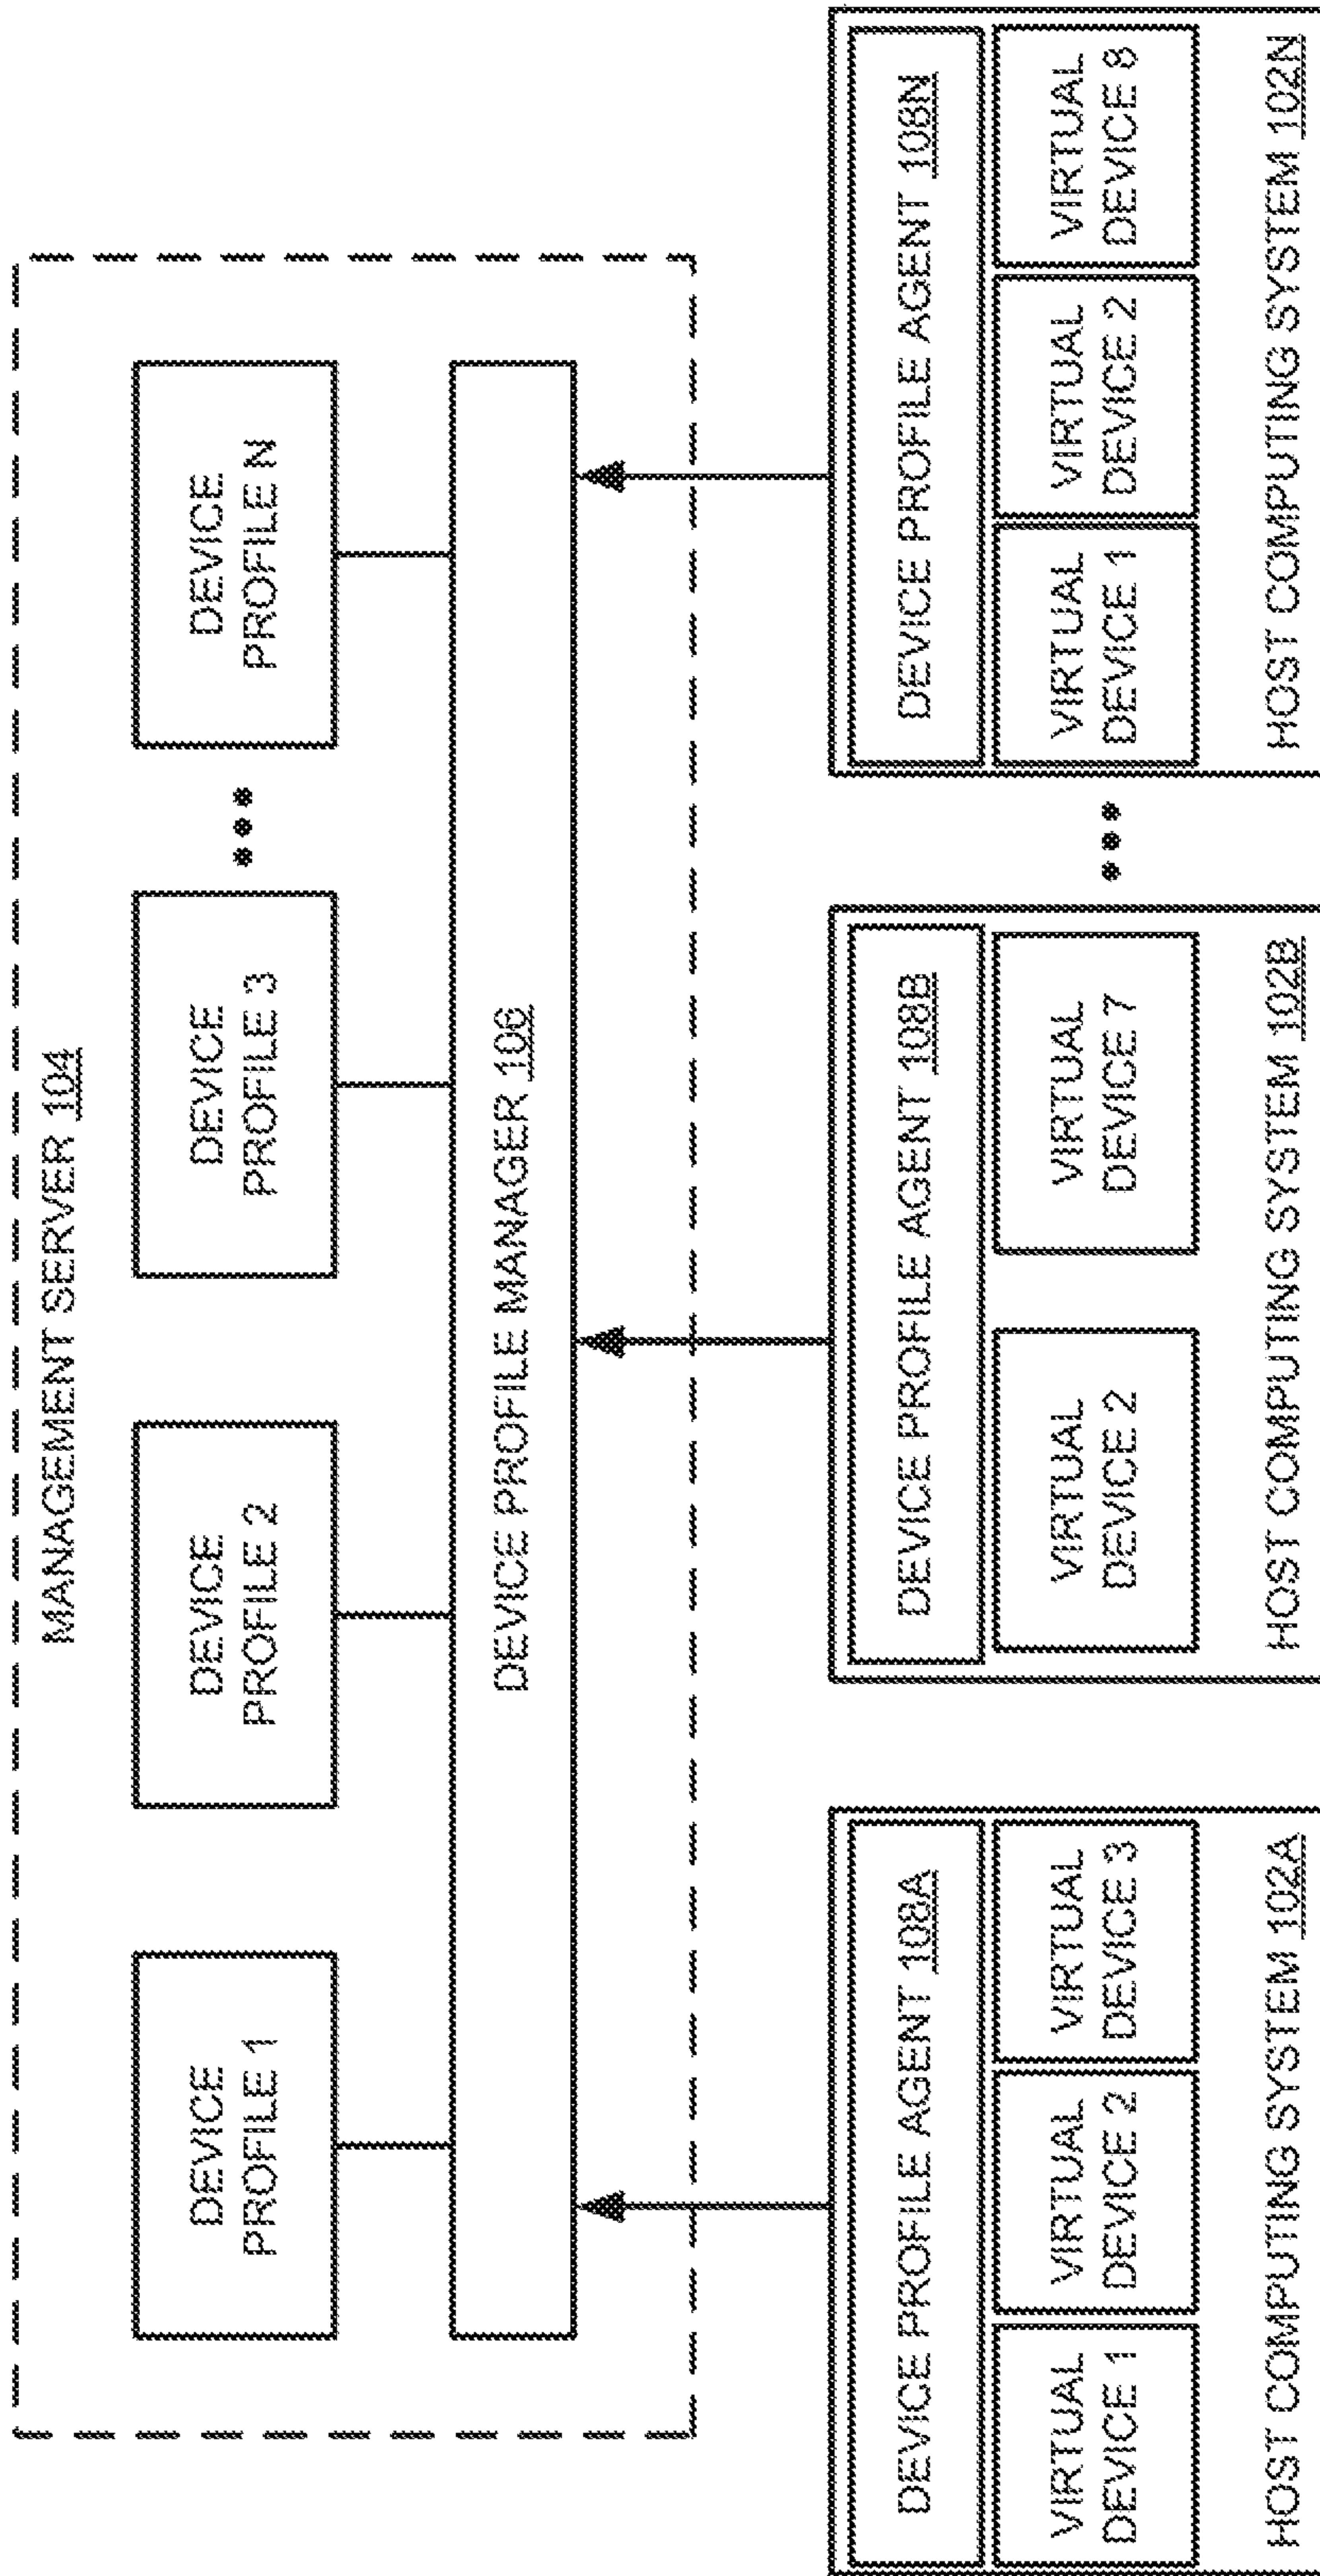 MANAGEMENT SERVER 104
DEVICE
PROFILE 1
DEVICE
PROFILE 2
DEVICE
PROFILE 3
DEVICE
PROFILE N
DEVICE PROFILE MANAGER 106
DEVICE PROFILE AGENT 108A
VIRTUAL
DEVICE 1
VIRTUAL
DEVICE 2
VIRTUAL
DEVICE 3
HOST COMPUTING SYSTEM 102A
DEVICE PROFILE AGENT 108B
VIRTUAL
DEVICE 2
VIRTUAL
DEVICE 7
HOST COMPUTING SYSTEM 102B
DEVICE PROFILE AGENT 108N
VIRTUAL
DEVICE 1
VIRTUAL
DEVICE 2
VIRTUAL
DEVICE 8
HOST COMPUTING SYSTEM 102N